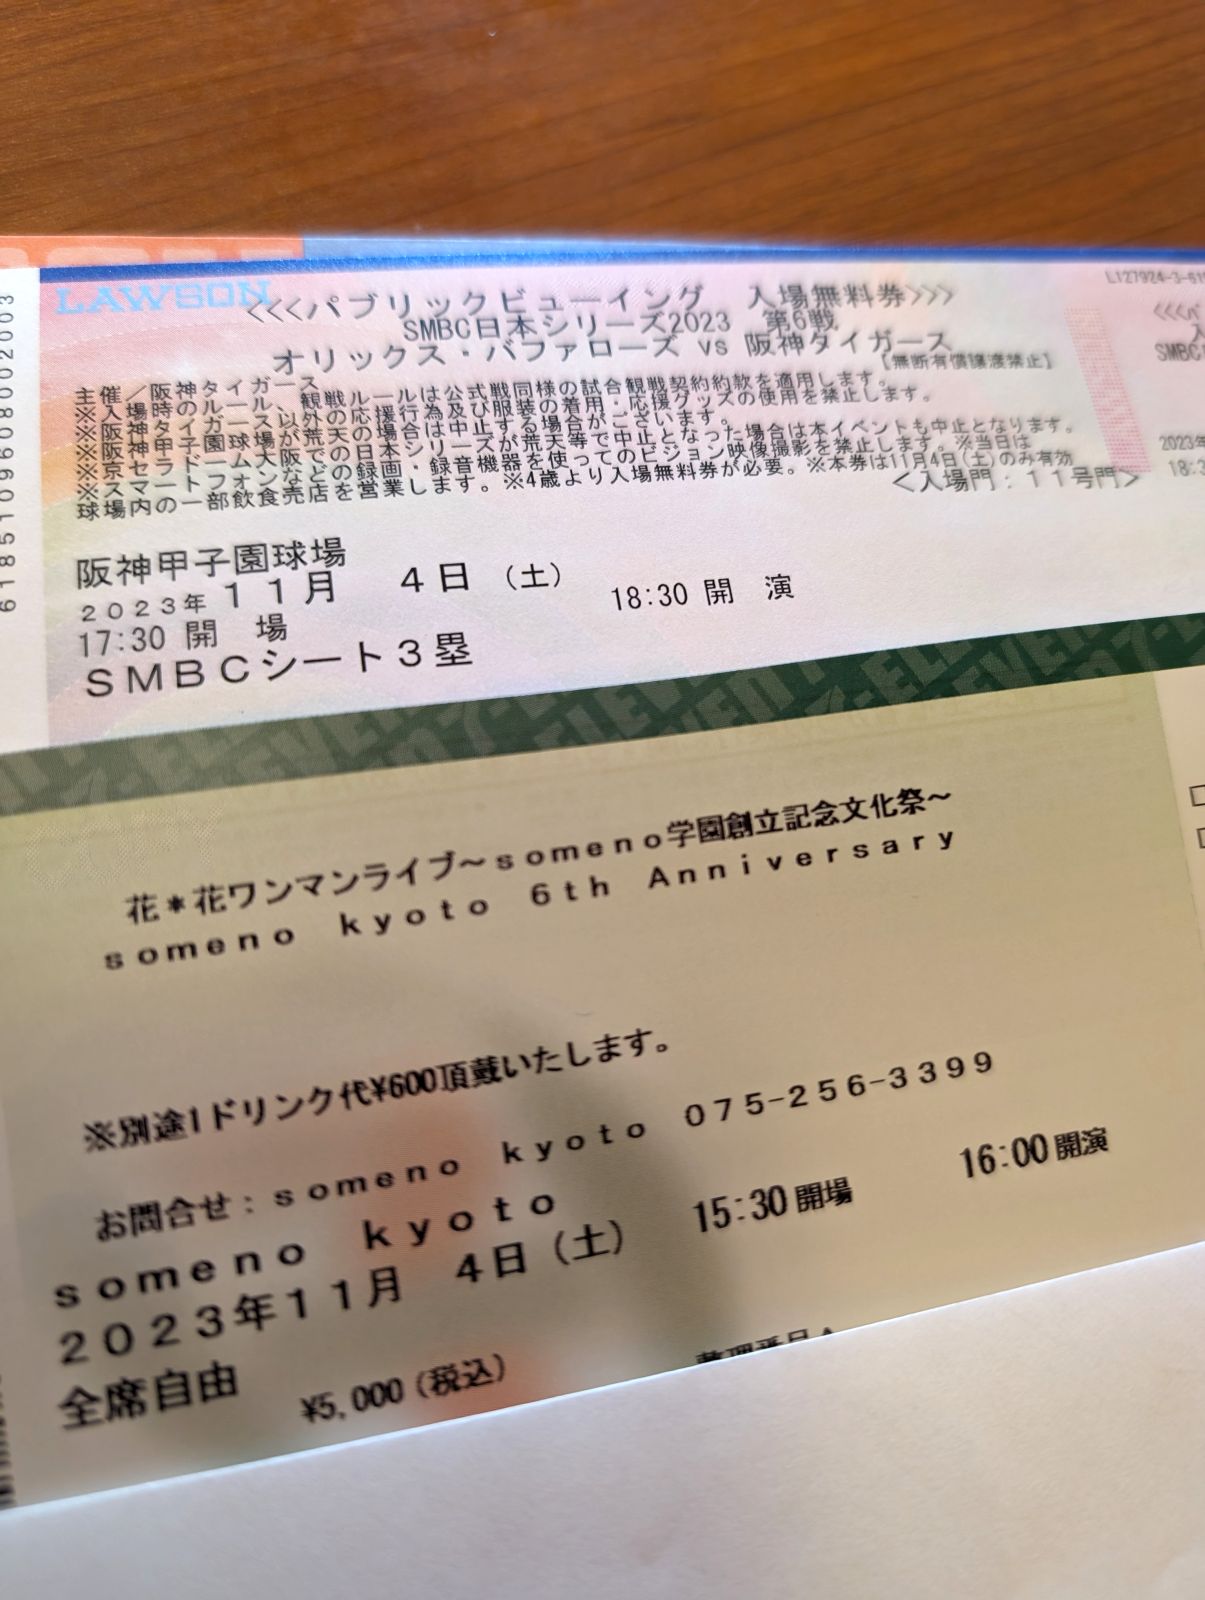 LAWSON
<<<パブリックビューイング 入場無料券>>>
SMBC日本シリーズ2023 第6戦
オリックス・バファローズ vs 阪神タイガース
【無断有償譲渡禁止】
主催/阪神タイガース
※入場時のルール、観戦ルールは公式戦同様の試合観戦契約約款を適用します。
※阪神タイガース以外の応援行為及び服装の着用・応援グッズの使用を禁止します。
※阪神甲子園球場が荒天の場合は中止する場合がございます。
※京セラドーム大阪での日本シリーズが荒天等で中止となった場合は本イベントも中止となります。
※スマートフォンなどの録画・録音機器を使ってのビジョン映像撮影を禁止します。※当日は
球場内の一部飲食売店を営業します。※4歳より入場無料券が必要。※本券は11月4日(土)のみ有効
<入場門:11号門>
阪神甲子園球場
2023年11月 4日(土)
17:30 開 場 18:30 開 演
SMBCシート3塁
6185109608002003
L127924-3-61
SMBC
2023年
18:3
7-ELEVEN
花*花ワンマンライブ~someno学園創立記念文化祭~
someno kyoto 6th Anniversary
※別途1ドリンク代¥600頂戴いたします。
お問合せ:someno kyoto 075-256-3399
someno kyoto
2023年11月 4日(土) 15:30開場 16:00開演
全席自由 ¥5,000(税込)